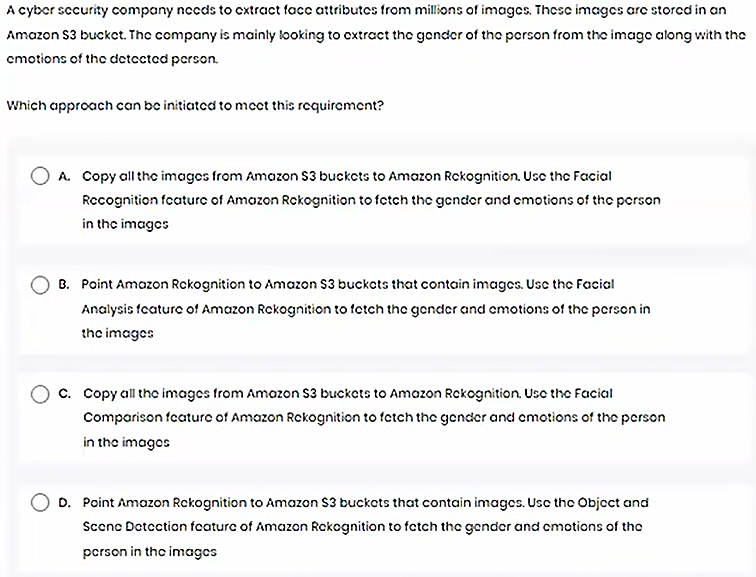 A cyber security company needs to extract face attributes from millions of images. These images are stored in an
Amazon S3 bucket. The company is mainly looking to extract the gender of the person from the image along with the
emotions of the detected person.
Which approach can be initiated to meet this requirement?
A. Copy all the images from Amazon S3 buckets to Amazon Rekognition. Use the Facial
Recognition feature of Amazon Rekognition to fetch the gender and emotions of the person
in the images
B. Point Amazon Rekognition to Amazon S3 buckets that contain images. Use the Facial
Analysis feature of Amazon Rekognition to fetch the gender and emotions of the person in
the images
C. Copy all the images from Amazon S3 buckets to Amazon Rekognition. Use the Facial
Comparison feature of Amazon Rekognition to fetch the gender and emotions of the person
in the images
D. Point Amazon Rekognition to Amazon S3 buckets that contain images. Use the Object and
Scene Detection feature of Amazon Rekognition to fetch the gender and emotions of the
person in the images